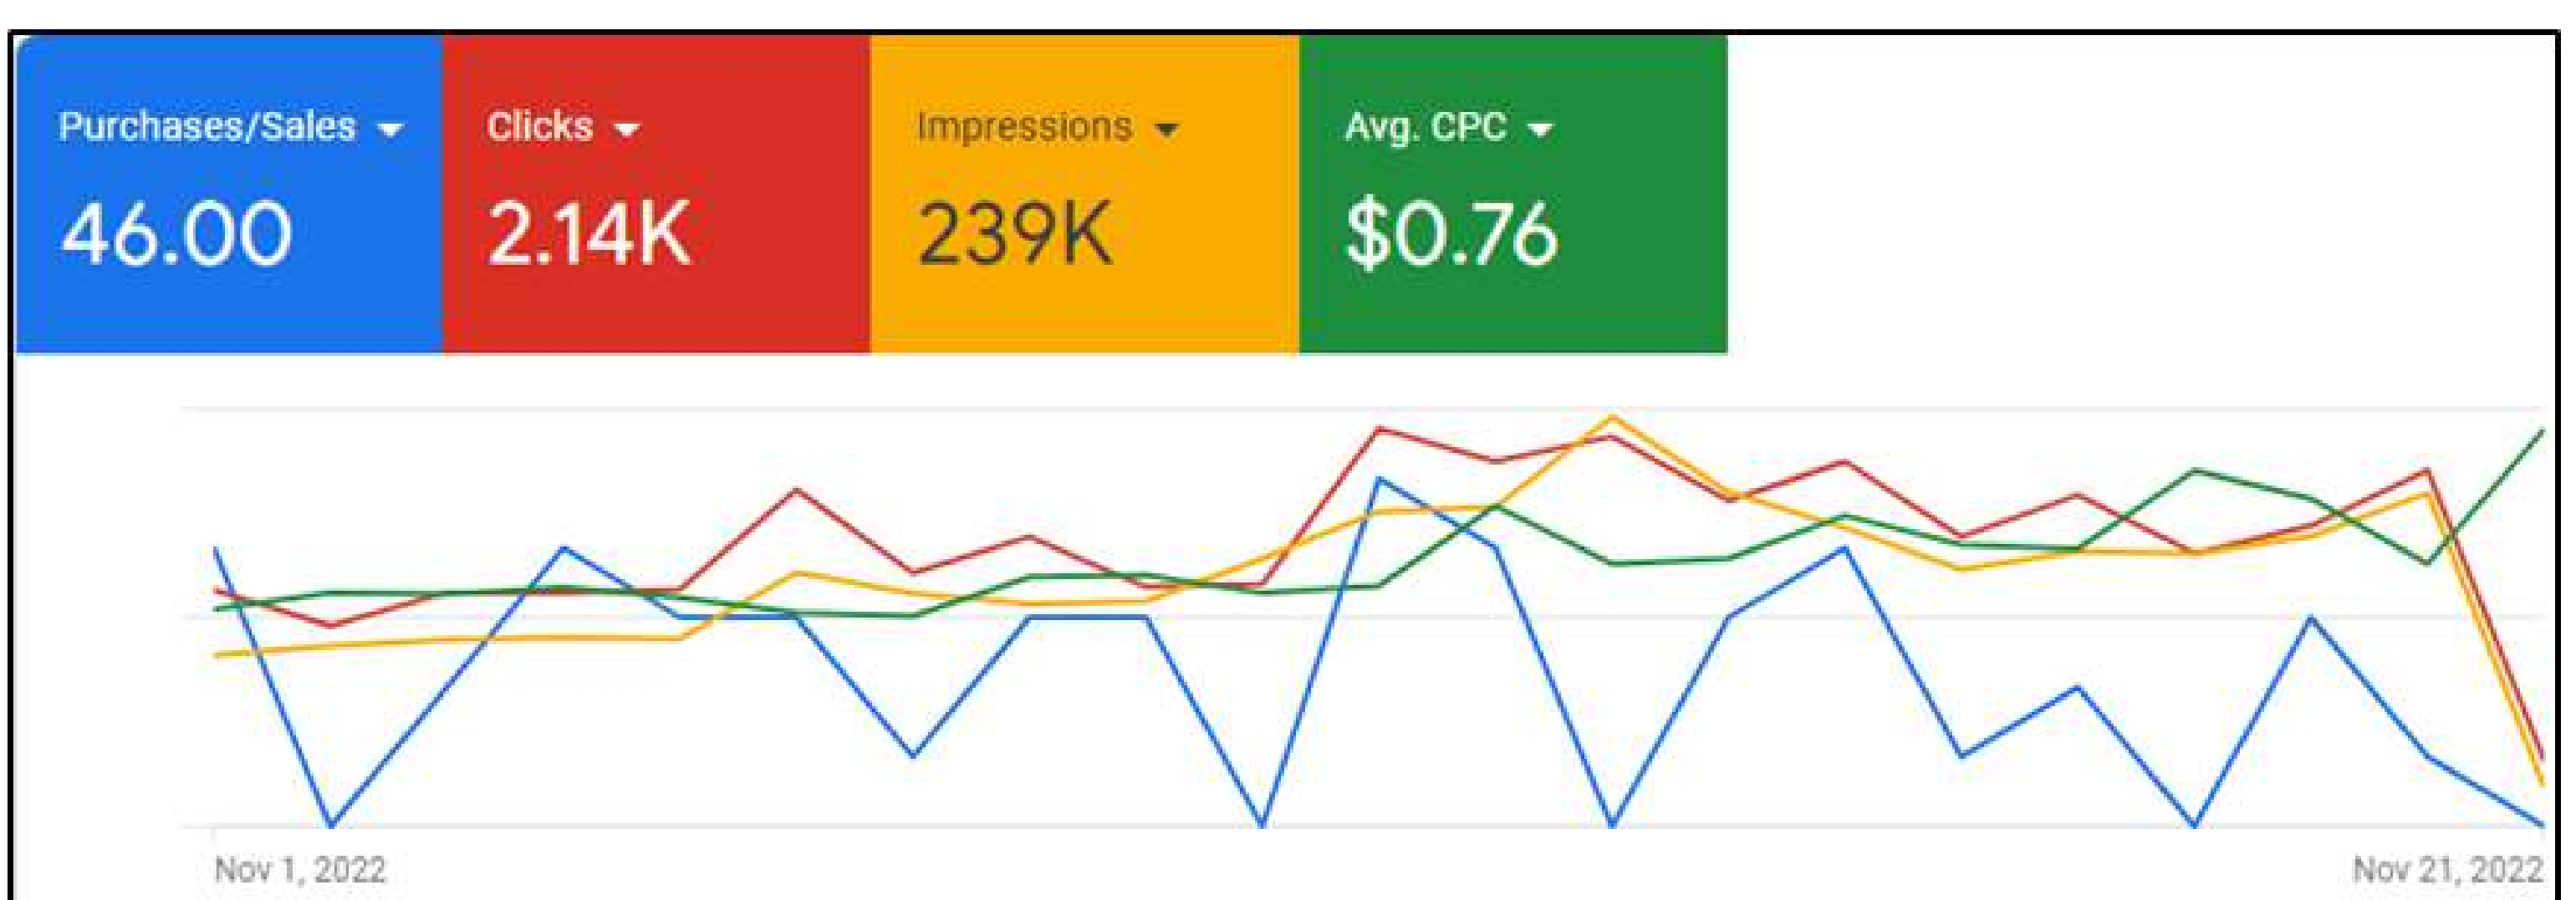 Purchases/Sales Clicks Impressions Avg. CPC
46.00 2.14K 239K $0.76
Nov 1, 2022 Nov 21, 2022